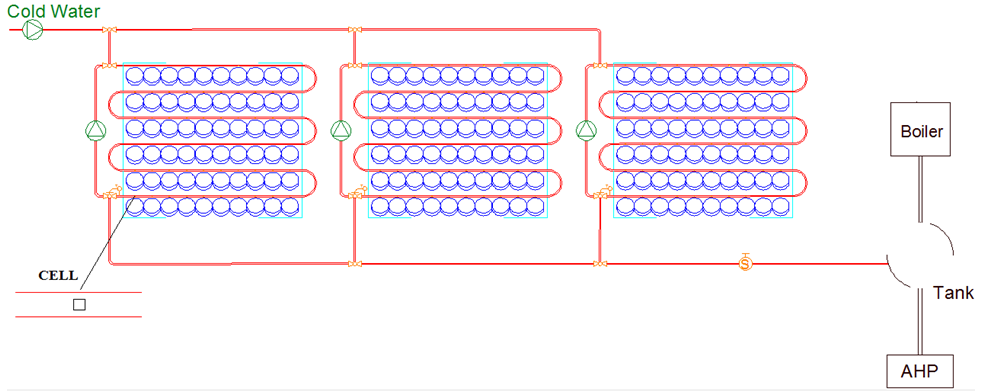 Cold Water
Boiler
CELL
S
Tank
AHP